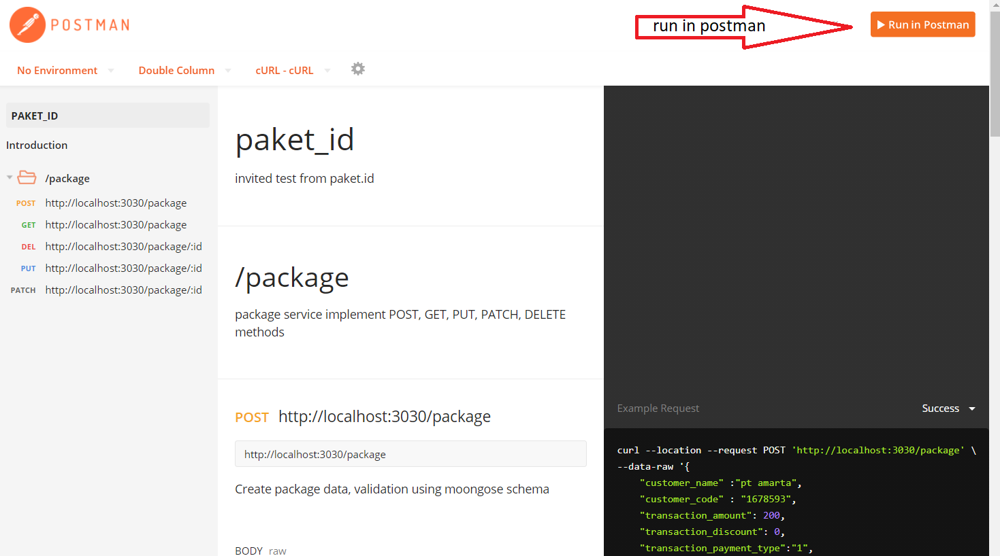 POSTMAN
run in postman
Run in Postman
No Environment
Double Column
cURL - cURL
PAKET_ID
Introduction
/package
POST http://localhost:3030/package
GET http://localhost:3030/package
DEL http://localhost:3030/package/:id
PUT http://localhost:3030/package/:id
PATCH http://localhost:3030/package/:id
paket_id
invited test from paket.id
/package
package service implement POST, GET, PUT, PATCH, DELETE
methods
POST http://localhost:3030/package
http://localhost:3030/package
Create package data, validation using moongose schema
BODY raw
Example Request
Success
curl --location --request POST 'http://localhost:3030/package' \
--data-raw '{
    "customer_name" :"pt amarta",
    "customer_code" : "1678593",
    "transaction_amount": 200,
    "transaction_discount": 0,
    "transaction_payment_type":"1",